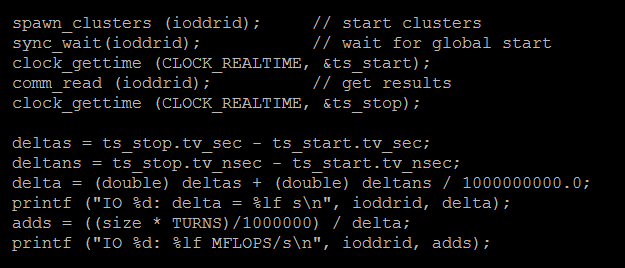 spawn_clusters (ioddrid);     // start clusters
sync_wait(ioddrid);           // wait for global start
clock_gettime (CLOCK_REALTIME, &ts_start);
comm_read (ioddrid);          // get results
clock_gettime (CLOCK_REALTIME, &ts_stop);

deltas = ts_stop.tv_sec - ts_start.tv_sec;
deltans = ts_stop.tv_nsec - ts_start.tv_nsec;
delta = (double) deltas + (double) deltans / 1000000000.0;
printf ("IO %d: delta = %lf s\n", ioddrid, delta);
adds = ((size * TURNS)/1000000) / delta;
printf ("IO %d: %lf MFLOPS/s\n", ioddrid, adds);